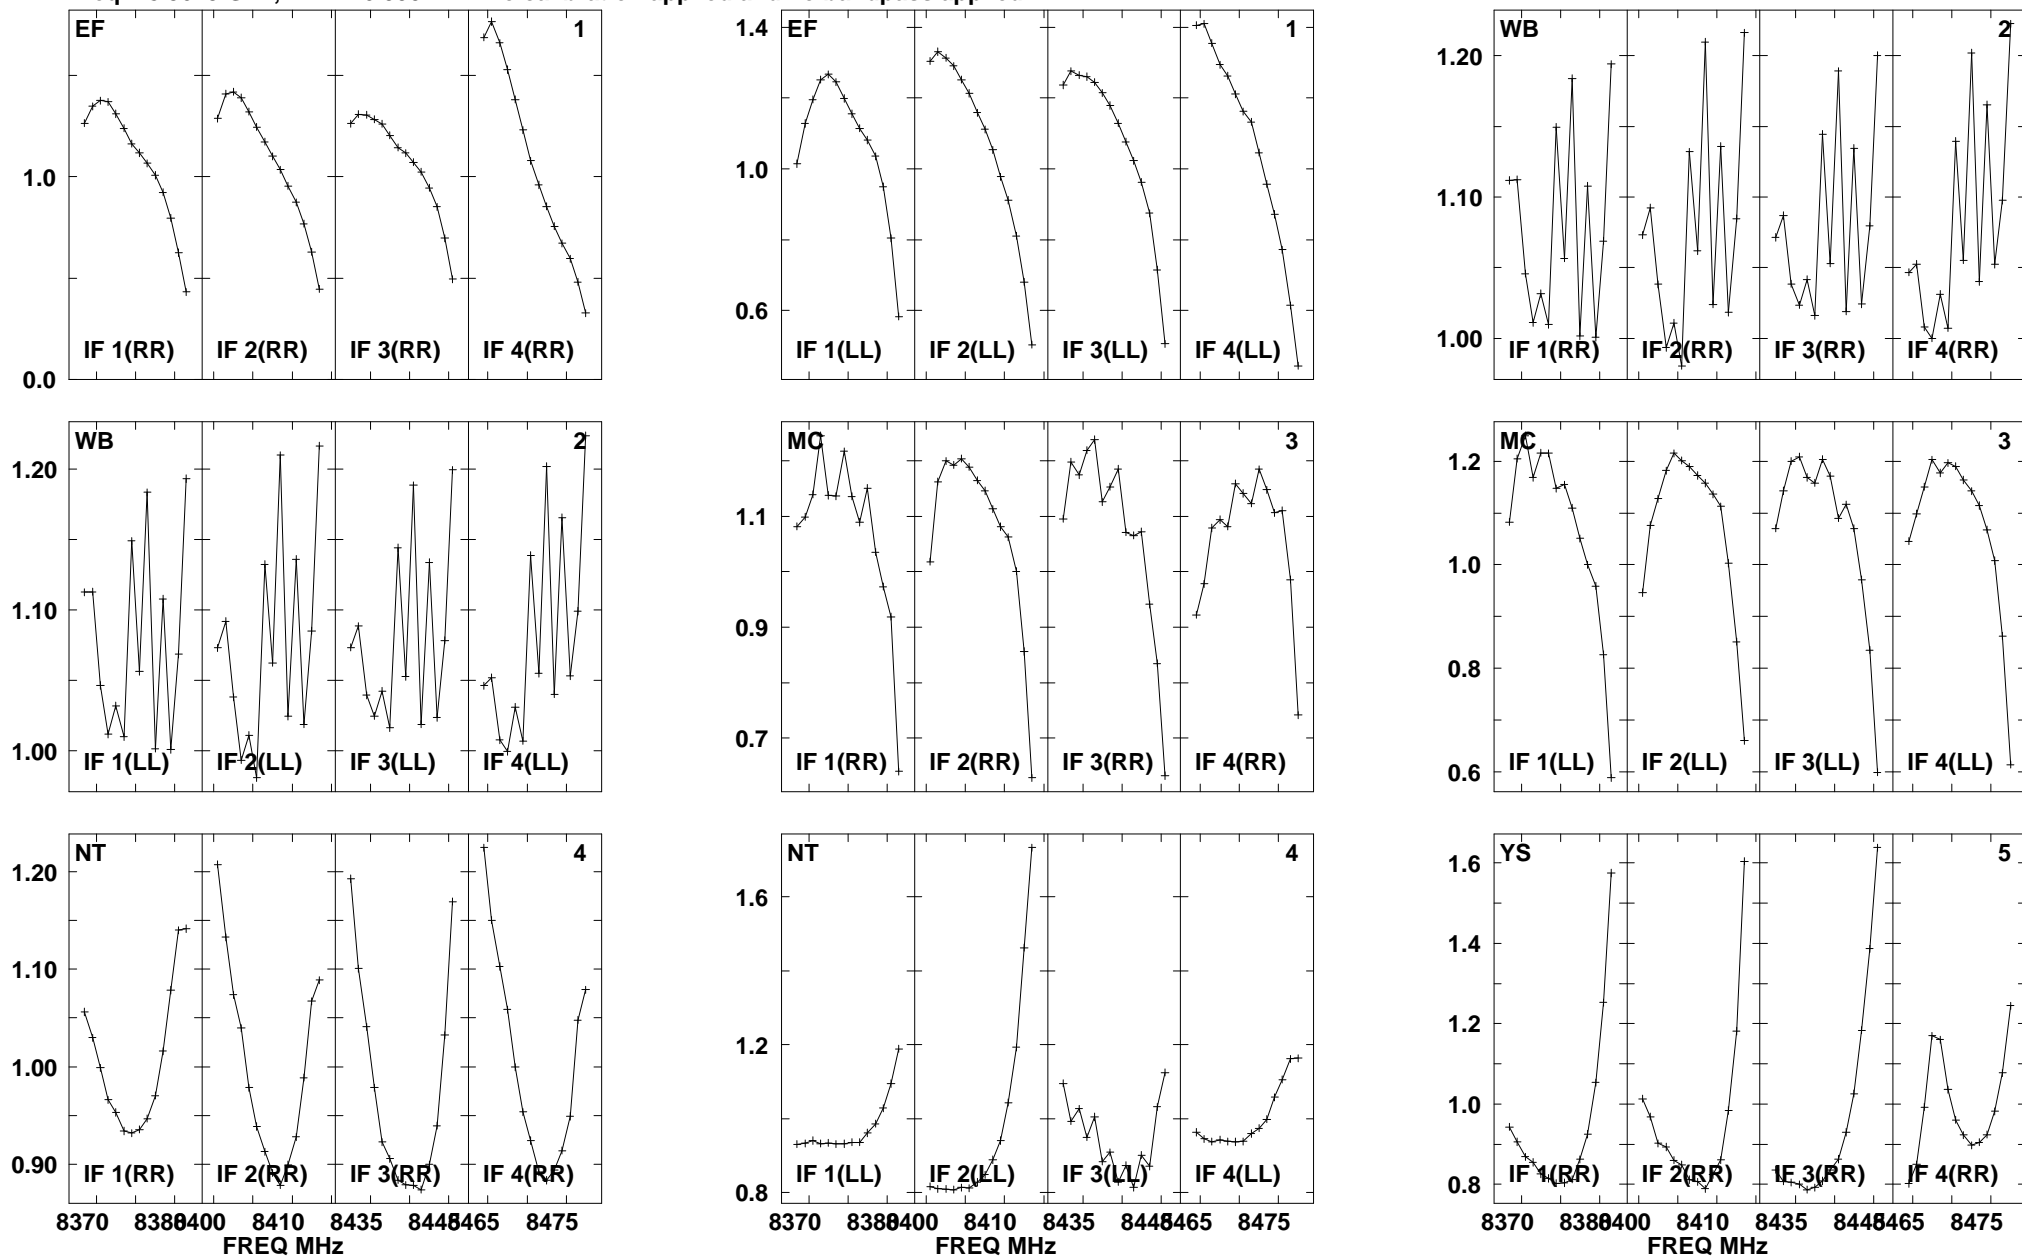 EF 1
IF 1(RR) IF 2(RR) IF 3(RR) IF 4(RR)
1.0
0.0
EF 1
IF 1(LL) IF 2(LL) IF 3(LL) IF 4(LL)
1.4
1.0
0.6
WB 2
IF 1(RR) IF 2(RR) IF 3(RR) IF 4(RR)
1.20
1.10
1.00
WB 2
IF 1(LL) IF 2(LL) IF 3(LL) IF 4(LL)
1.20
1.10
1.00
MC 3
IF 1(RR) IF 2(RR) IF 3(RR) IF 4(RR)
1.1
0.9
0.7
MC 3
IF 1(LL) IF 2(LL) IF 3(LL) IF 4(LL)
1.2
1.0
0.8
0.6
NT 4
IF 1(RR) IF 2(RR) IF 3(RR) IF 4(RR)
1.20
1.10
1.00
0.90
8370 8380 8400 8410 8435 8445 8465 8475
FREQ MHz
NT 4
IF 1(LL) IF 2(LL) IF 3(LL) IF 4(LL)
1.6
1.2
0.8
8370 8380 8400 8410 8435 8445 8465 8475
FREQ MHz
YS 5
IF 1(RR) IF 2(RR) IF 3(RR) IF 4(RR)
1.6
1.4
1.2
1.0
0.8
8370 8380 8400 8410 8435 8445 8465 8475
FREQ MHz